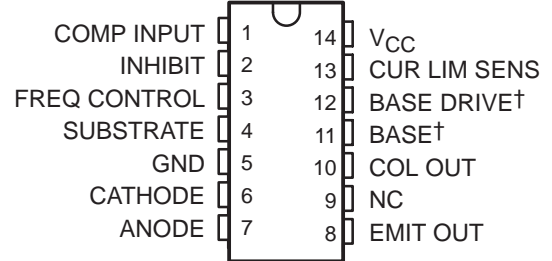 COMP INPUT 1 14 VCC
INHIBIT 2 13 CUR LIM SENS
FREQ CONTROL 3 12 BASE DRIVE†
SUBSTRATE 4 11 BASE†
GND 5 10 COL OUT
CATHODE 6 9 NC
ANODE 7 8 EMIT OUT